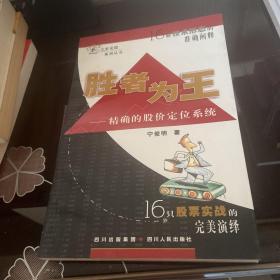 胜者为王
——精确的股价定位系统
宁俊明 著
16只股票实战的
完美演绎
四川出版集团 四川人民出版社